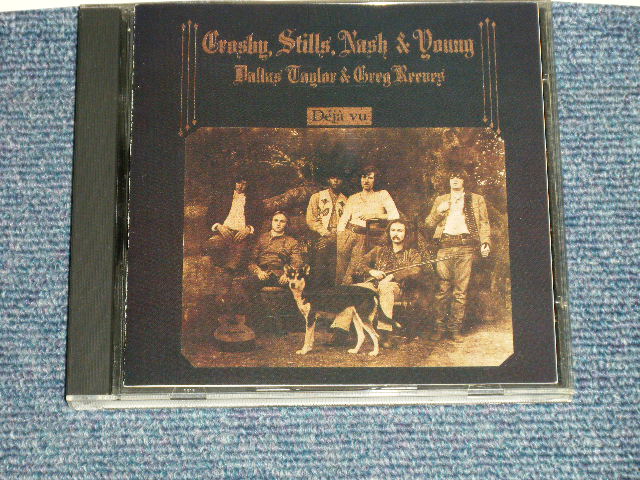 Crosby, Stills, Nash & Young
Dallas Taylor & Greg Reeves
Déjà vu